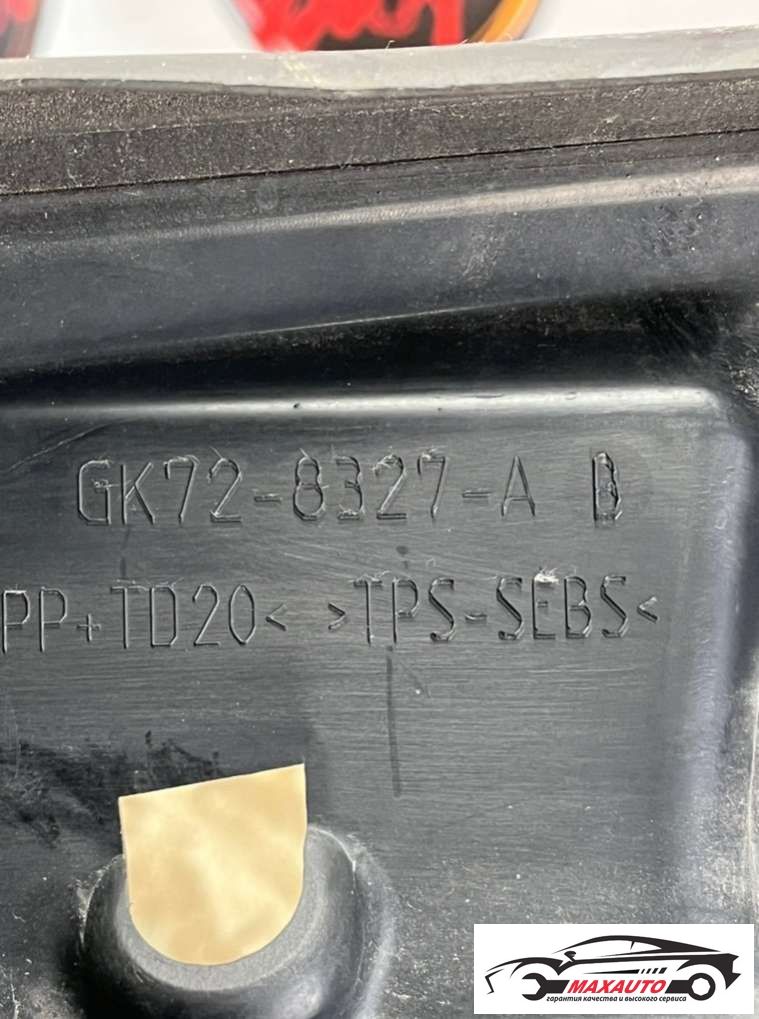 GK72-8327-A B
PP+TD20< >TPS-SEBS<
MAXAUTO
гарантия качества и высокого сервиса